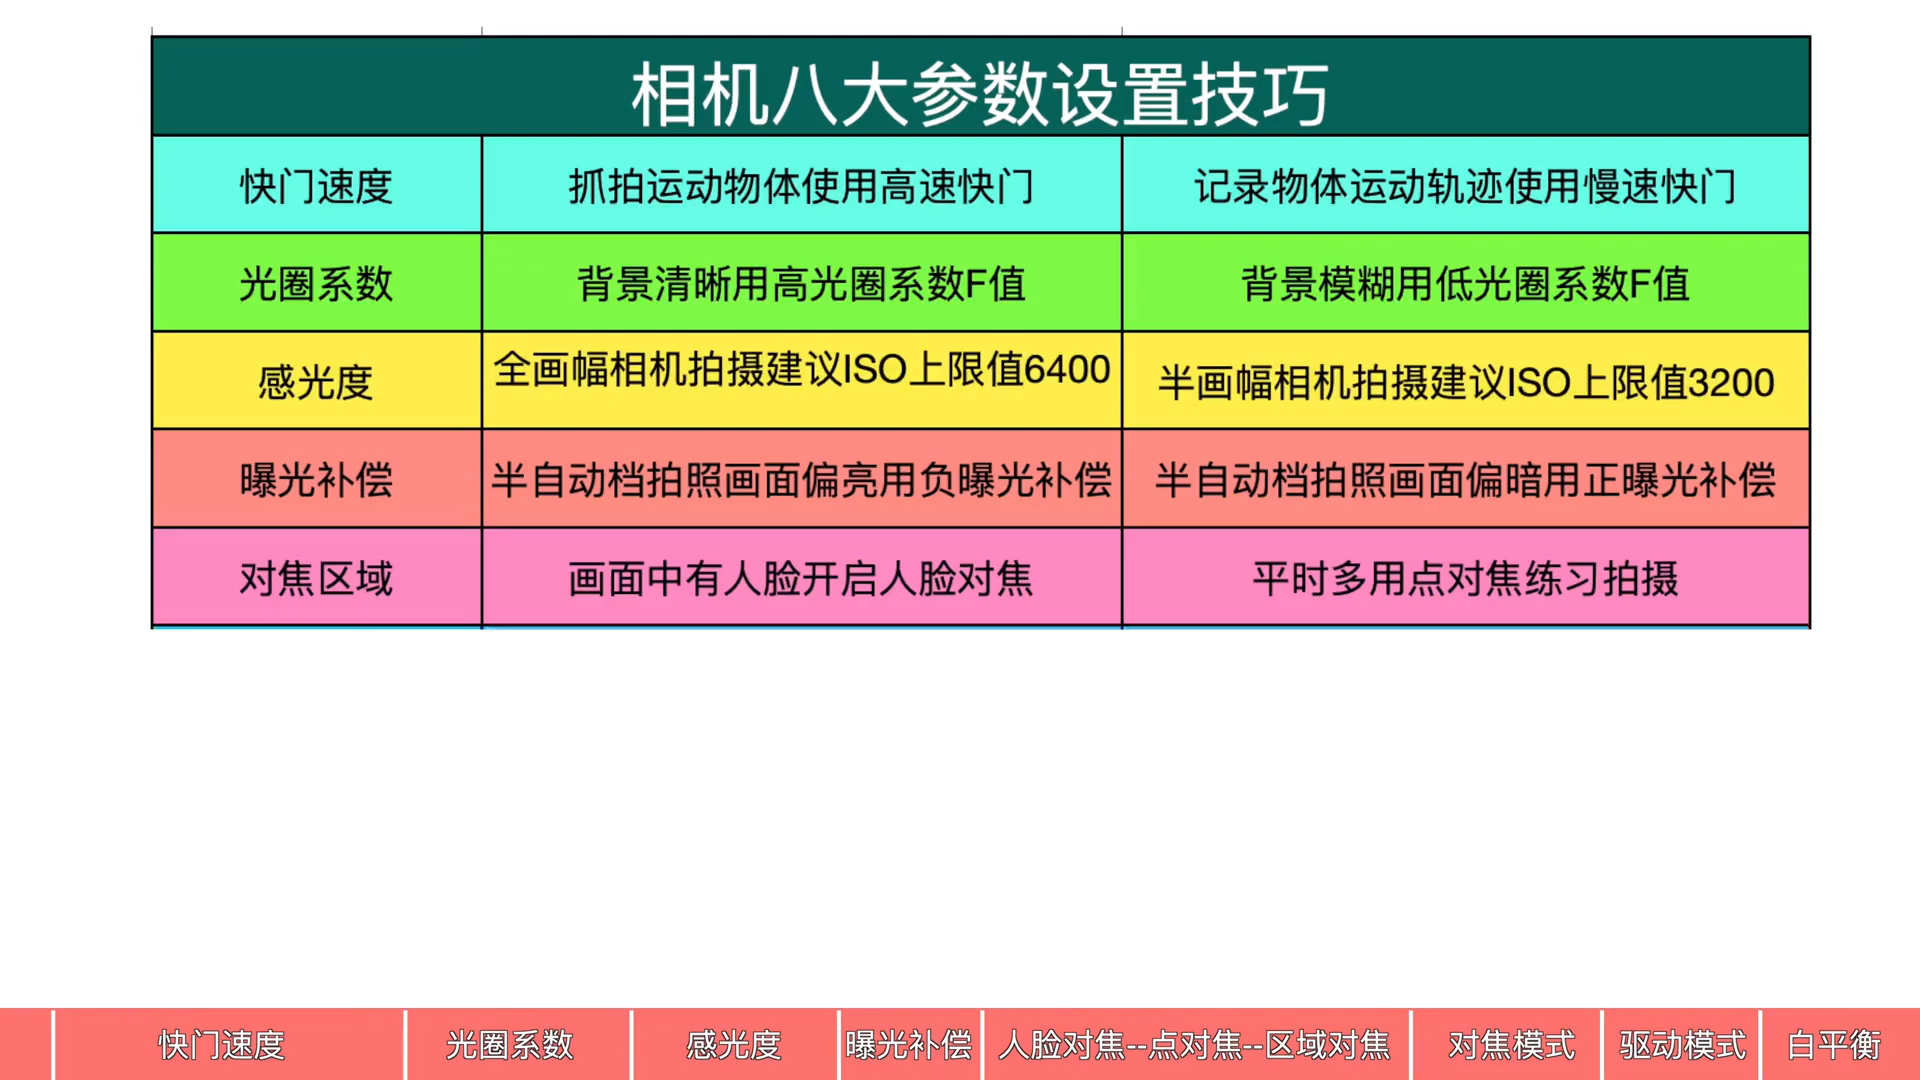 相机八大参数设置技巧
快门速度 抓拍运动物体使用高速快门 记录物体运动轨迹使用慢速快门
光圈系数 背景清晰用高光圈系数F值 背景模糊用低光圈系数F值
感光度 全画幅相机拍摄建议ISO上限值6400 半画幅相机拍摄建议ISO上限值3200
曝光补偿 半自动档拍照画面偏亮用负曝光补偿 半自动档拍照画面偏暗用正曝光补偿
对焦区域 画面中有人脸开启人脸对焦 平时多用点对焦练习拍摄
快门速度 光圈系数 感光度 曝光补偿 人脸对焦--点对焦--区域对焦 对焦模式 驱动模式 白平衡